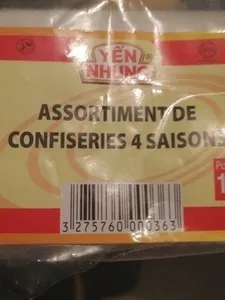 YẾN
NHUNG
ASSORTIMENT DE
CONFISERIES 4 SAISONS
3 275760 000363